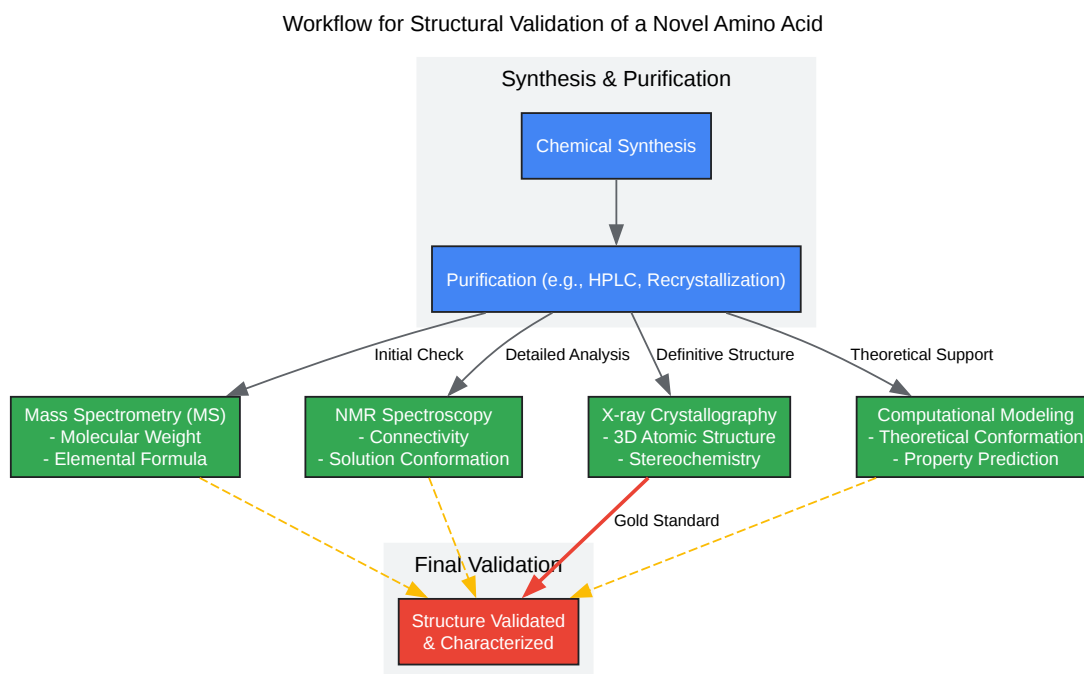 Workflow for Structural Validation of a Novel Amino Acid
Synthesis & Purification
Chemical Synthesis
Purification (e.g., HPLC, Recrystallization)
Initial Check
Detailed Analysis
Definitive Structure
Theoretical Support
Mass Spectrometry (MS)
- Molecular Weight
- Elemental Formula
NMR Spectroscopy
- Connectivity
- Solution Conformation
X-ray Crystallography
- 3D Atomic Structure
- Stereochemistry
Computational Modeling
- Theoretical Conformation
- Property Prediction
Gold Standard
Final Validation
Structure Validated
& Characterized